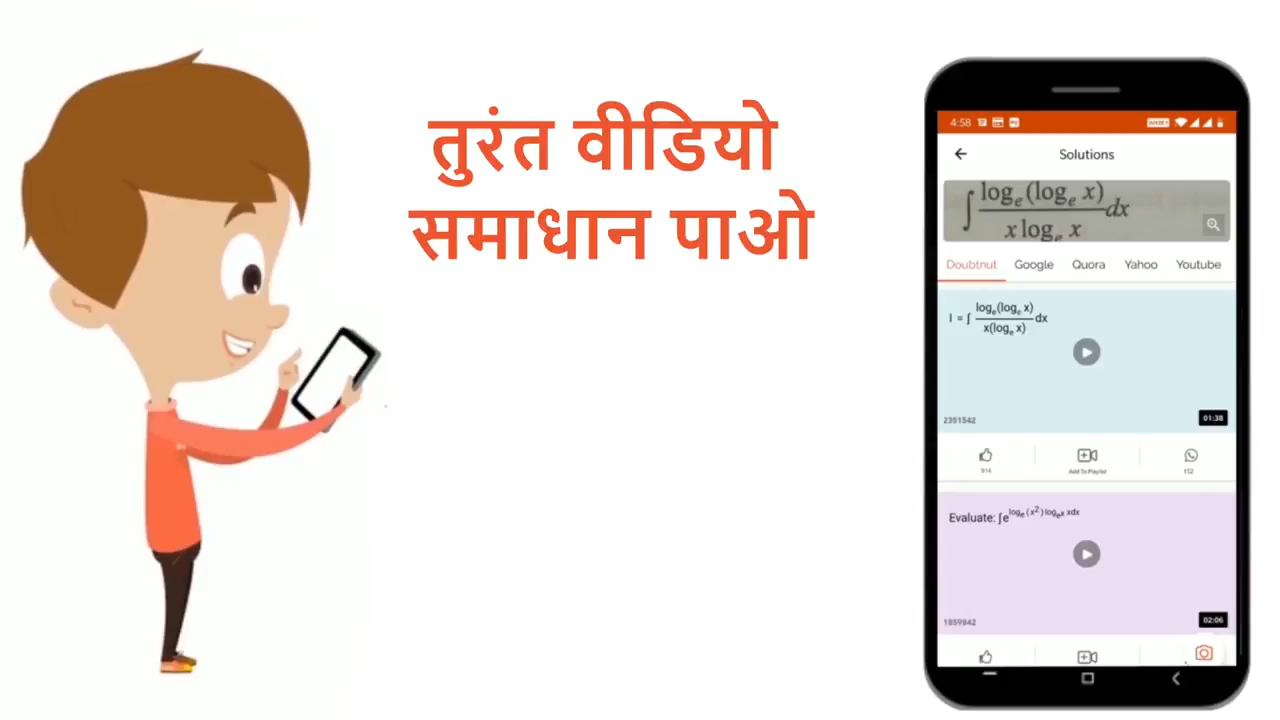 तुरंत वीडियो
समाधान पाओ
4:58
Solutions
∫ logₑ(logₑ x) / x logₑ x dx
Doubtnut Google Quora Yahoo Youtube
I = ∫ logₑ(logₑ x) / x(logₑ x) dx
2351542
01:38
914
Add To Playlist
152
Evaluate: ∫e^logₑ(x²)logₑx xdx
1859842
02:06